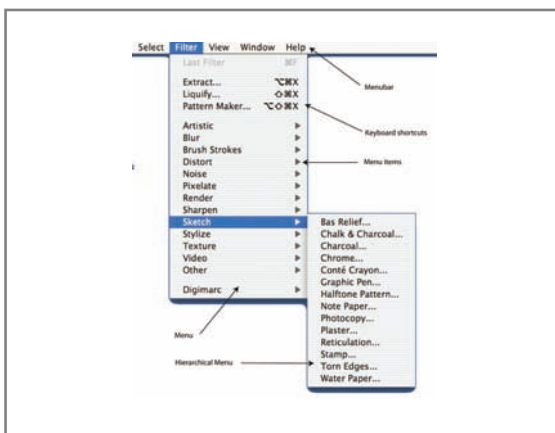 Select Filter View Window Help
Last Filter ⌘F
Extract... ⌥⌘X
Liquify... ⇧⌘X
Pattern Maker... ⌥⇧⌘X
Artistic
Blur
Brush Strokes
Distort
Noise
Pixelate
Render
Sharpen
Sketch
Stylize
Texture
Video
Other
Digimarc
Bas Relief...
Chalk & Charcoal...
Charcoal...
Chrome...
Conté Crayon...
Graphic Pen...
Halftone Pattern...
Note Paper...
Photocopy...
Plaster...
Reticulation...
Stamp...
Torn Edges...
Water Paper...
Menubar
Keyboard shortcuts
Menu items
Menu
Hierarchical Menu